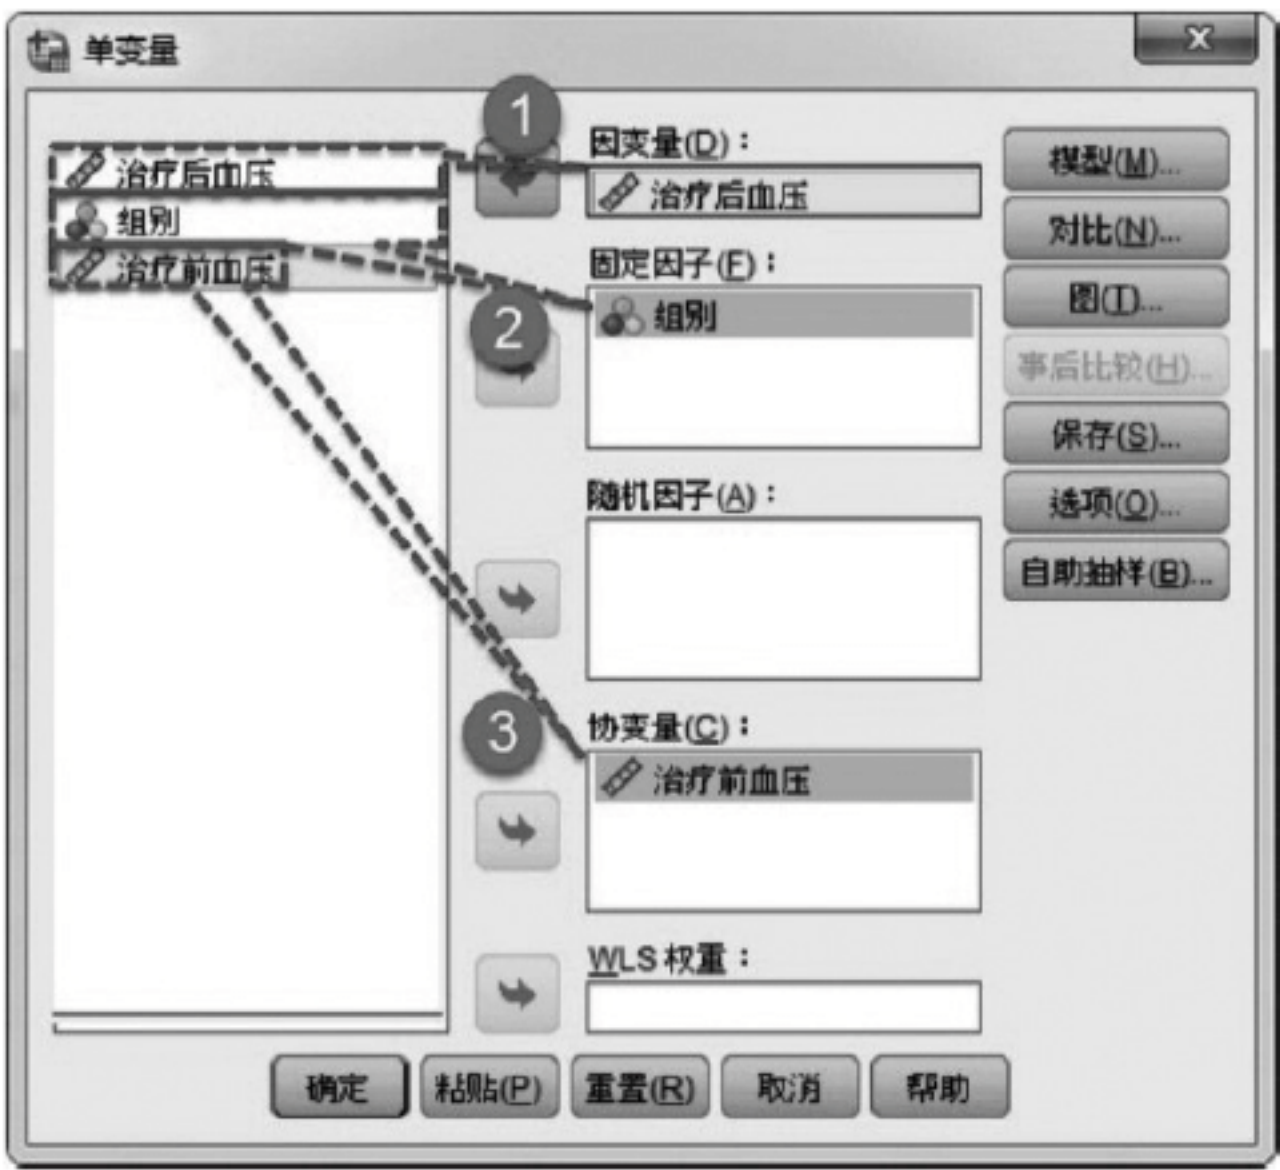 单变量
x
1
治疗后血压
组别
治疗前血压
因变量(D)：
治疗后血压
2
固定因子(F)：
组别
随机因子(A)：
3
协变量(C)：
治疗前血压
WLS 权重：
模型(M)...
对比(N)...
图(T)...
事后比较(H)...
保存(S)...
选项(O)...
自助抽样(B)...
确定
粘贴(P)
重置(R)
取消
帮助